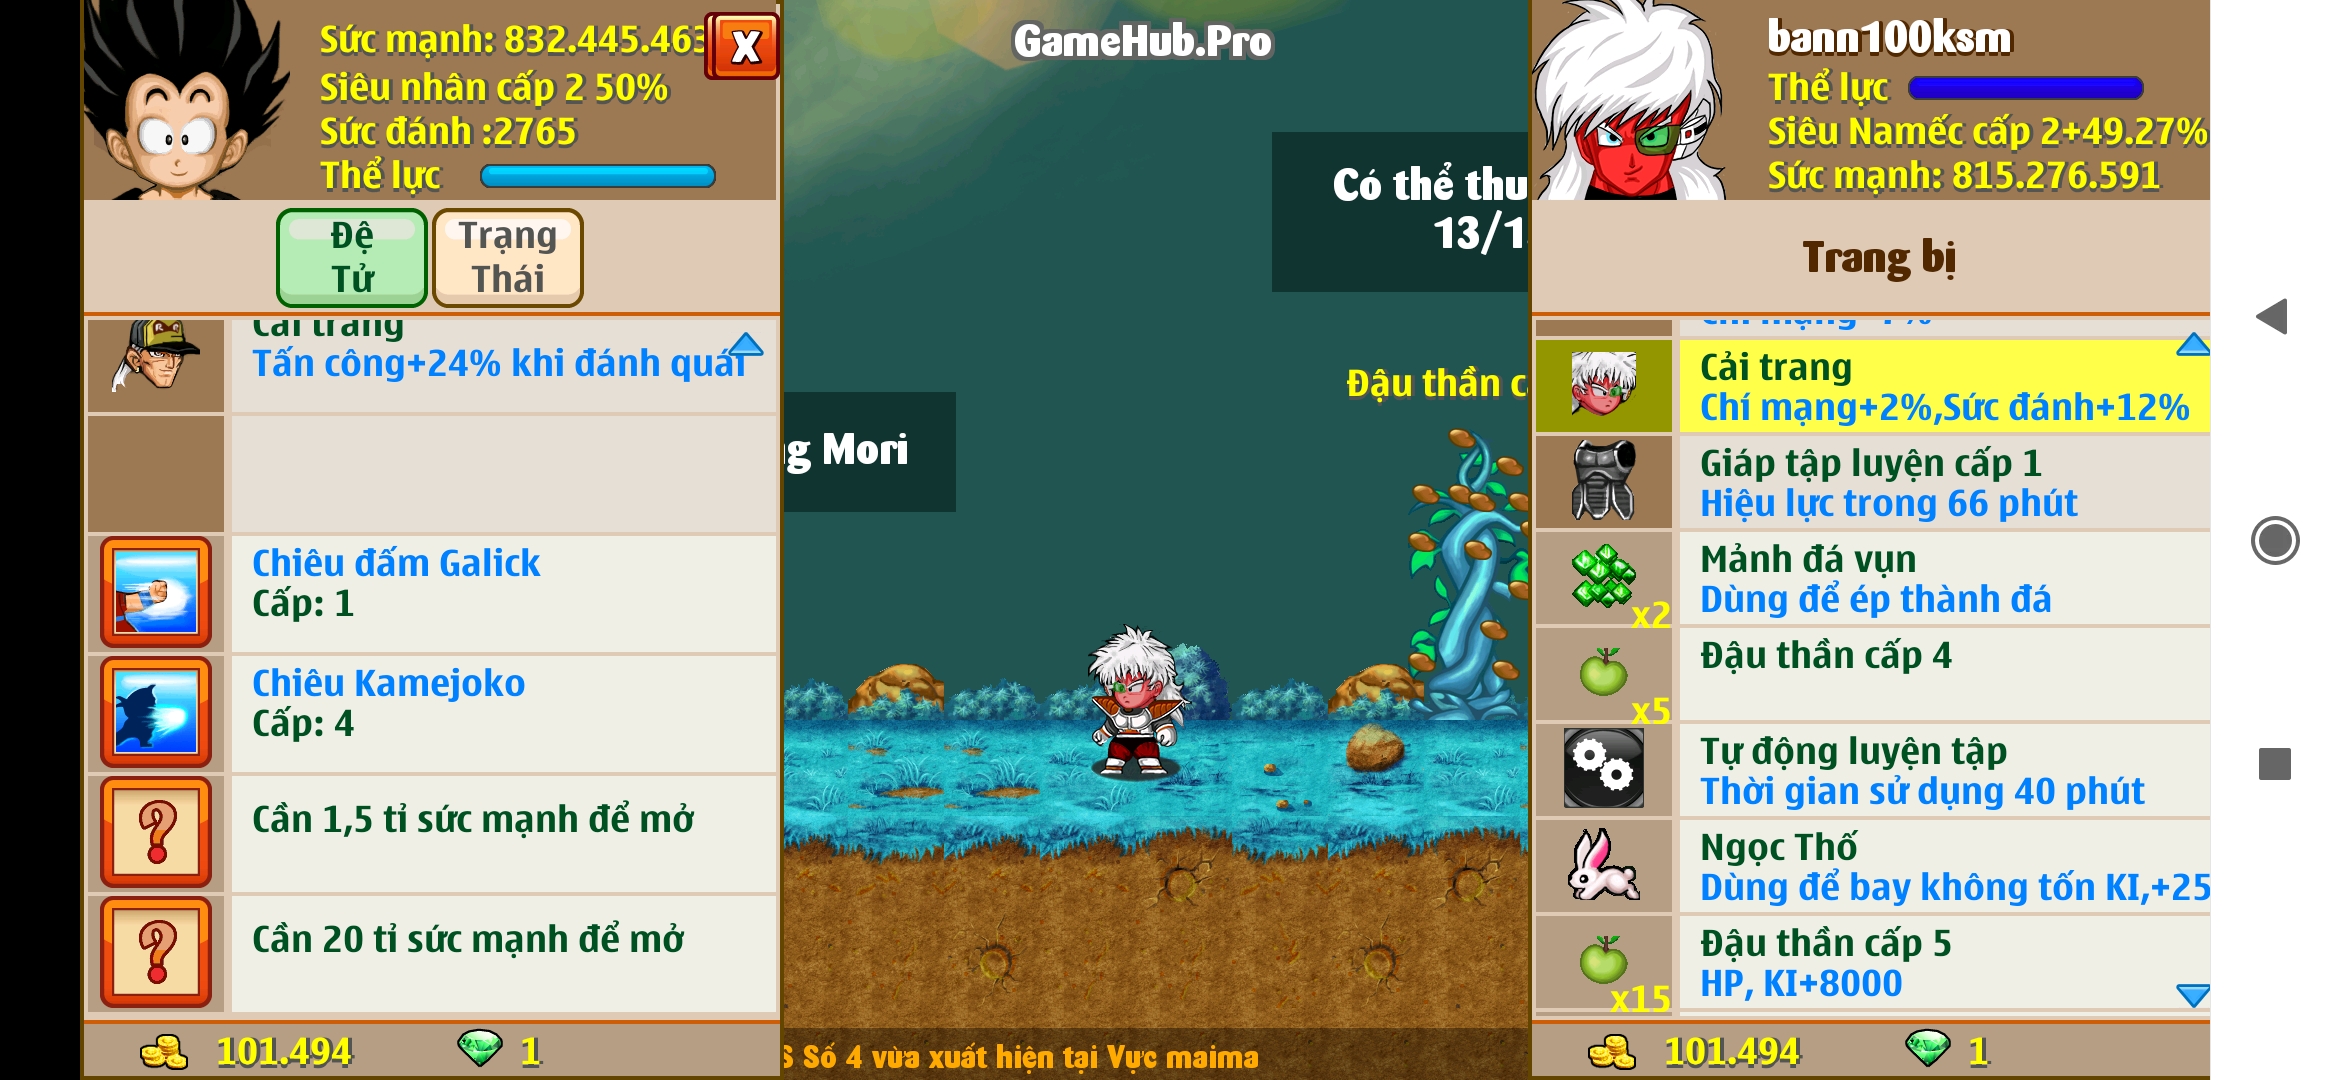 Sức mạnh: 832.445.463
X
Siêu nhân cấp 2 50%
Sức đánh :2765
Thể lực
Đệ
Tử
Trạng
Thái
Cải trang
Tấn công+24% khi đánh quái
Chiêu đấm Galick
Cấp: 1
Chiêu Kamejoko
Cấp: 4
Cần 1,5 tỉ sức mạnh để mở
Cần 20 tỉ sức mạnh để mở
101.494
1
GameHub.Pro
Có thể thu
13/1
Đậu thần
g Mori
S Số 4 vừa xuất hiện tại Vực maima
bann100ksm
Thể lực
Siêu Namếc cấp 2+49.27%
Sức mạnh: 815.276.591
Trang bị
Cải trang
Chí mạng+2%,Sức đánh+12%
Giáp tập luyện cấp 1
Hiệu lực trong 66 phút
Mảnh đá vụn
Dùng để ép thành đá
x2
Đậu thần cấp 4
x5
Tự động luyện tập
Thời gian sử dụng 40 phút
Ngọc Thố
Dùng để bay không tốn KI,+25
Đậu thần cấp 5
HP, KI+8000
x15
101.494
1